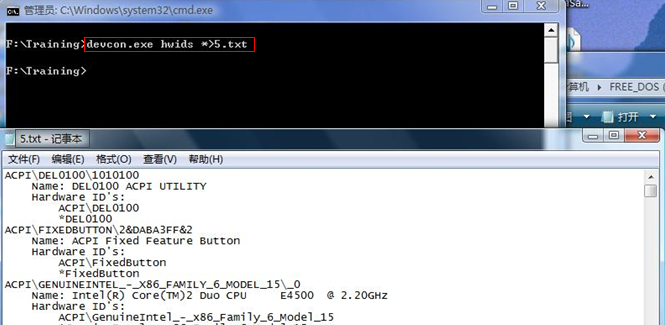 管理员: C:\Windows\system32\cmd.exe
F:\Training>devcon.exe hwids *>5.txt
F:\Training>
算机 ▸ FREE_DOS (
打开
5.txt - 记事本
文件(F) 编辑(E) 格式(O) 查看(V) 帮助(H)
ACPI\DEL0100\1010100
    Name: DEL0100 ACPI UTILITY
    Hardware ID's:
        ACPI\DEL0100
        *DEL0100
ACPI\FIXEDBUTTON\2&DABA3FF&2
    Name: ACPI Fixed Feature Button
    Hardware ID's:
        ACPI\FixedButton
        *FixedButton
ACPI\GENUINEINTEL_-_X86_FAMILY_6_MODEL_15\_0
    Name: Intel(R) Core(TM)2 Duo CPU     E4500  @ 2.20GHz
    Hardware ID's:
        ACPI\GenuineIntel_-_x86_Family_6_Model_15